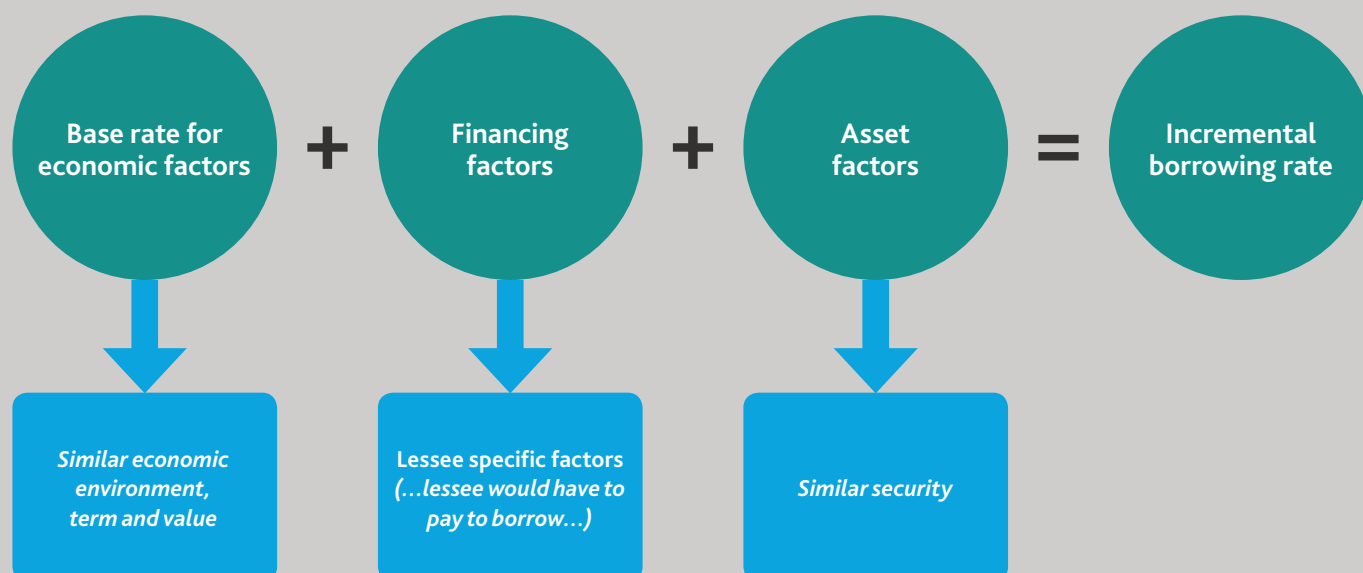 Base rate for
economic factors
+
Financing
factors
+
Asset
factors
=
Incremental
borrowing rate
Similar economic
environment,
term and value
Lessee specific factors
(…lessee would have to
pay to borrow…)
Similar security